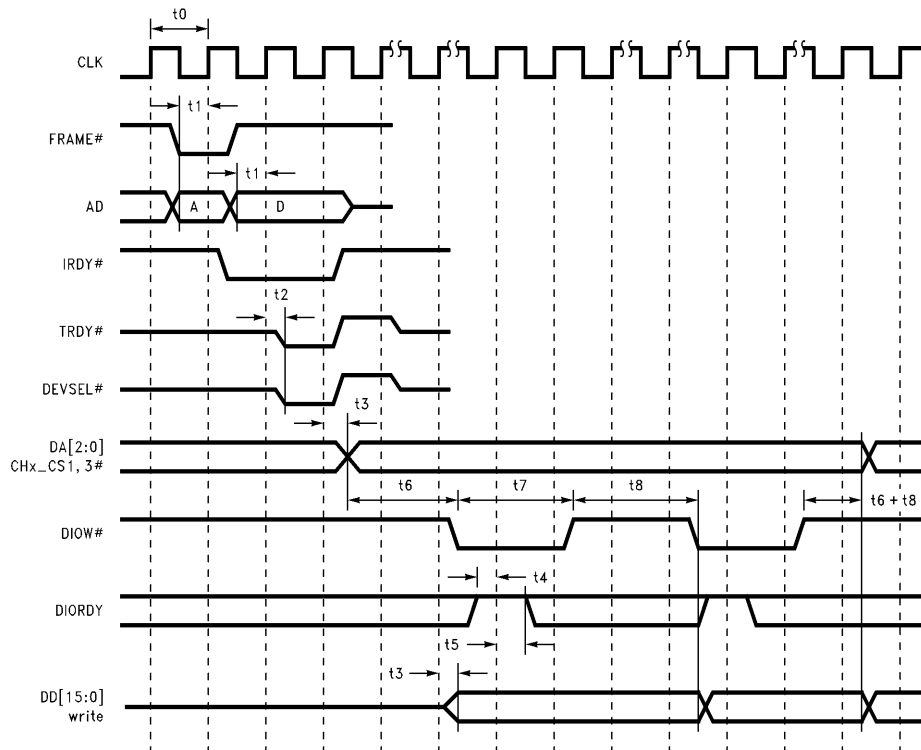 t0
CLK
t1
FRAME#
t1
AD
A
D
IRDY#
t2
TRDY#
DEVSEL#
t3
DA[2:0]
CHx_CS1,3#
t6
t7
t8
t6 + t8
DIOW#
t4
DIORDY
t5
t3
DD[15:0]
write